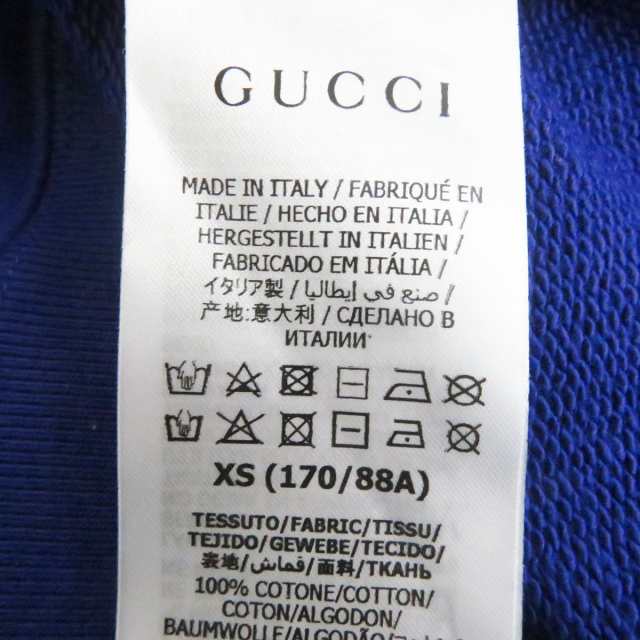 GUCCI
MADE IN ITALY / FABRIQUÉ EN
ITALIE / HECHO EN ITALIA /
HERGESTELLT IN ITALIEN /
FABRICADO EM ITÁLIA /
イタリア製 / صنع في إيطاليا /
产地:意大利 / СДЕЛАНО В
ИТАЛИИ
XS (170/88A)
TESSUTO/FABRIC/TISSU/
TEJIDO/GEWEBE/TECIDO/
表地/قماش/面料/ТКАНЬ
100% COTONE/COTTON/
COTON/ALGODON/
BAUMWOLLE/ALGODÃO/